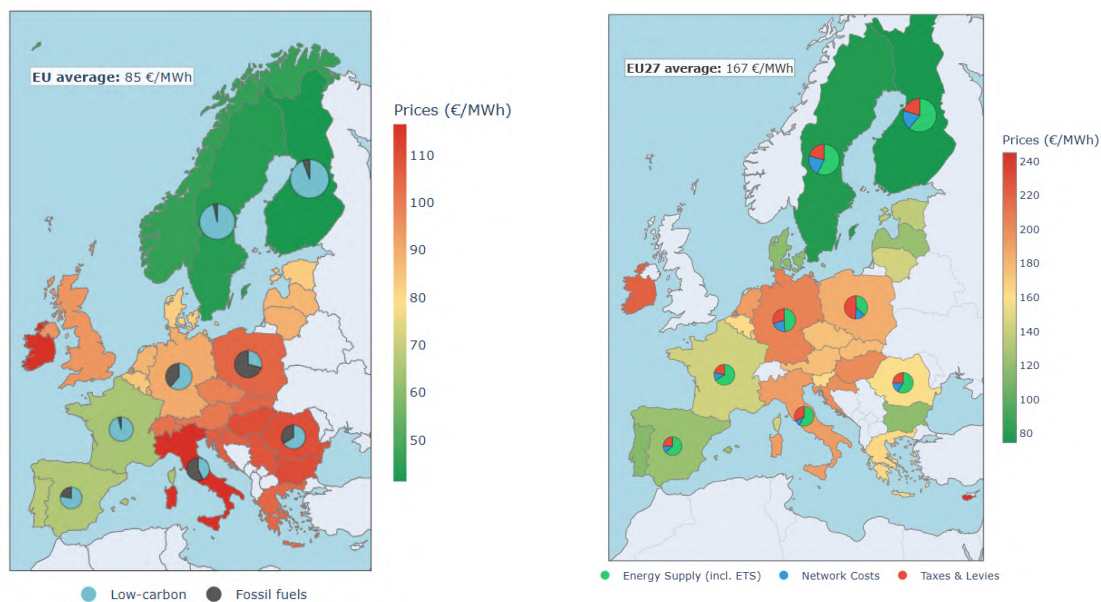 EU average: 85 €/MWh
Prices (€/MWh)
110
100
90
80
70
60
50
Low-carbon
Fossil fuels
EU27 average: 167 €/MWh
Prices (€/MWh)
240
220
200
180
160
140
120
100
80
Energy Supply (incl. ETS)
Network Costs
Taxes & Levies